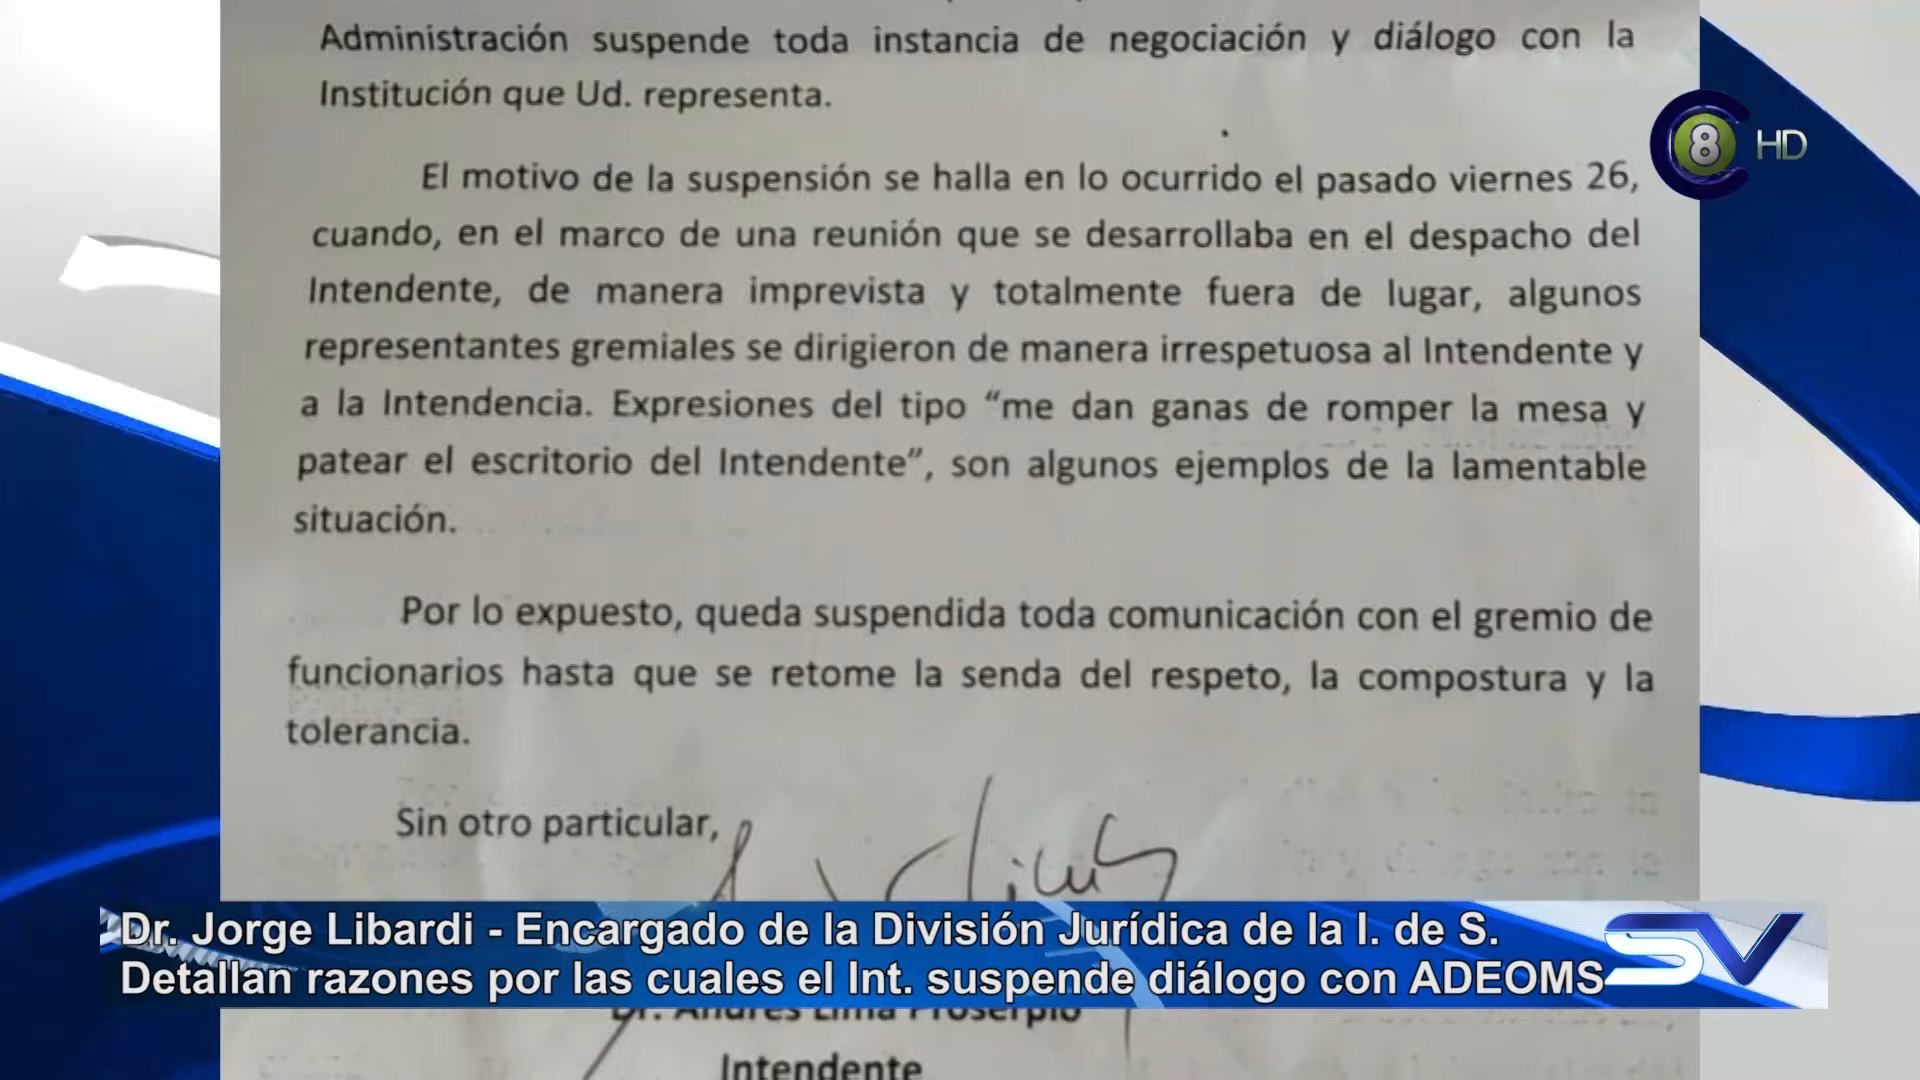 Administración suspende toda instancia de negociación y diálogo con la
Institución que Ud. representa.
El motivo de la suspensión se halla en lo ocurrido el pasado viernes 26,
cuando, en el marco de una reunión que se desarrollaba en el despacho del
Intendente, de manera imprevista y totalmente fuera de lugar, algunos
representantes gremiales se dirigieron de manera irrespetuosa al Intendente y
a la Intendencia. Expresiones del tipo “me dan ganas de romper la mesa y
patear el escritorio del Intendente”, son algunos ejemplos de la lamentable
situación.
Por lo expuesto, queda suspendida toda comunicación con el gremio de
funcionarios hasta que se retome la senda del respeto, la compostura y la
tolerancia.
Sin otro particular,
Dr. Andrés Lima Proserpio
Intendente
8 HD
Dr. Jorge Libardi - Encargado de la División Jurídica de la I. de S.
Detallan razones por las cuales el Int. suspende diálogo con ADEOMS
SV